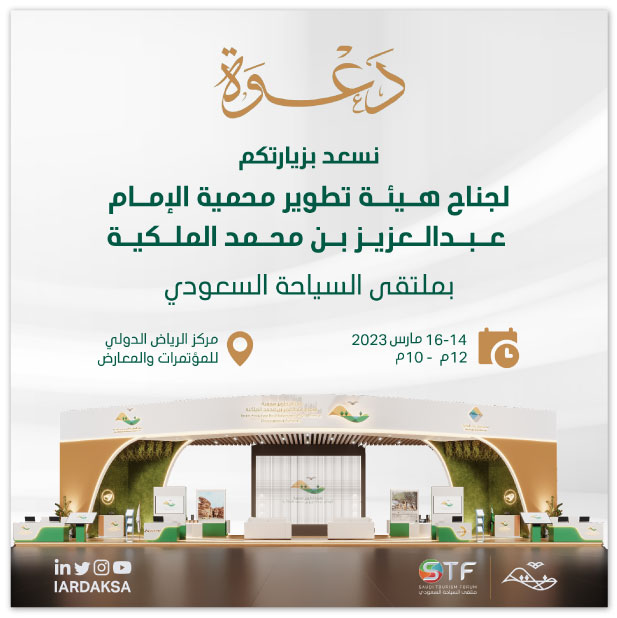 دعوة
نسعد بزيارتكم
لجناح هيئة تطوير محمية الإمام
عبدالعزيز بن محمد الملكية
بملتقى السياحة السعودي
14-16 مارس 2023
12م - 10م
مركز الرياض الدولي
للمؤتمرات والمعارض
IARDAKSA
STF
SAUDI TOURISM FORUM
ملتقى السياحة السعودي